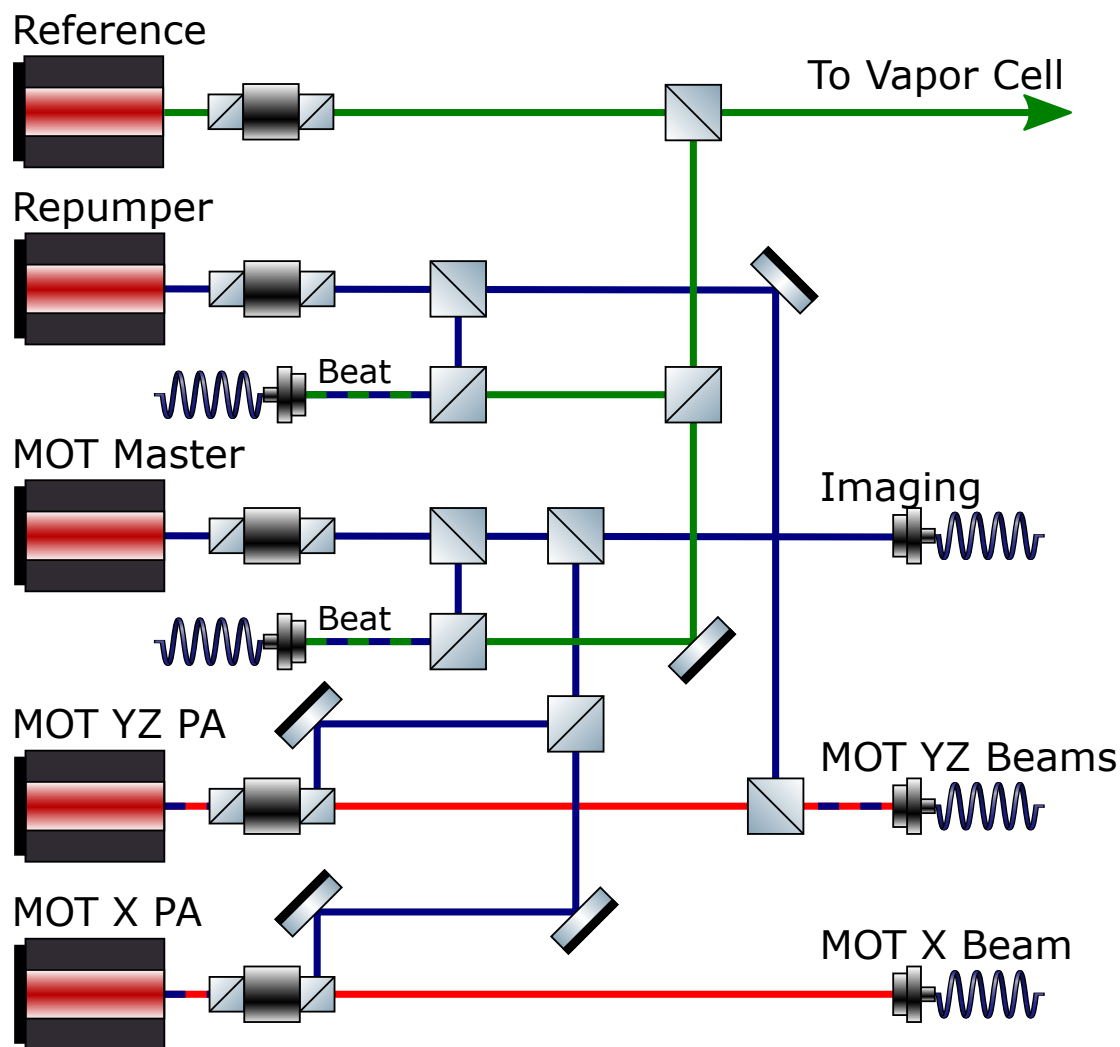 Reference
To Vapor Cell
Repumper
Beat
MOT Master
Imaging
Beat
MOT YZ PA
MOT YZ Beams
MOT X PA
MOT X Beam